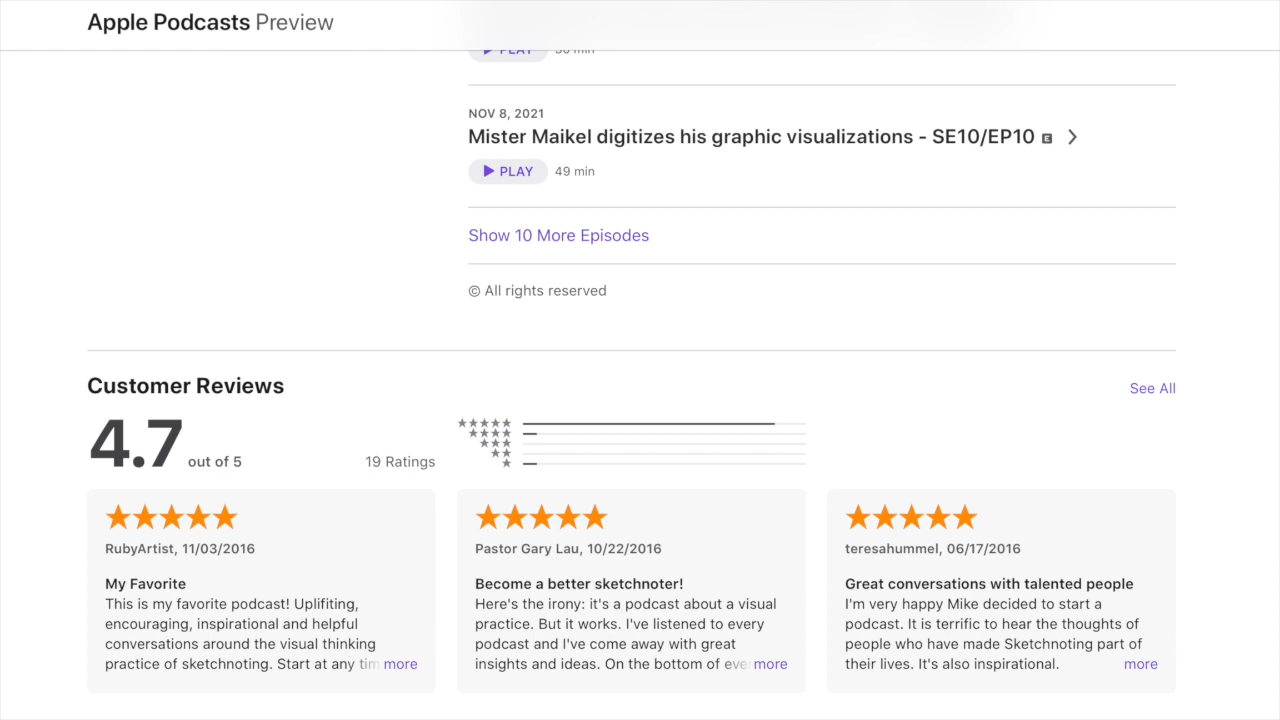 Apple Podcasts Preview
PLAY 36 min
NOV 8, 2021
Mister Maikel digitizes his graphic visualizations - SE10/EP10 E
PLAY 49 min
Show 10 More Episodes
© All rights reserved
Customer Reviews
See All
4.7 out of 5
19 Ratings
RubyArtist, 11/03/2016
My Favorite
This is my favorite podcast! Uplifiting,
encouraging, inspirational and helpful
conversations around the visual thinking
practice of sketchnoting. Start at any tim more
Pastor Gary Lau, 10/22/2016
Become a better sketchnoter!
Here's the irony: it's a podcast about a visual
practice. But it works. I've listened to every
podcast and I've come away with great
insights and ideas. On the bottom of eve more
teresahummel, 06/17/2016
Great conversations with talented people
I'm very happy Mike decided to start a
podcast. It is terrific to hear the thoughts of
people who have made Sketchnoting part of
their lives. It's also inspirational. more